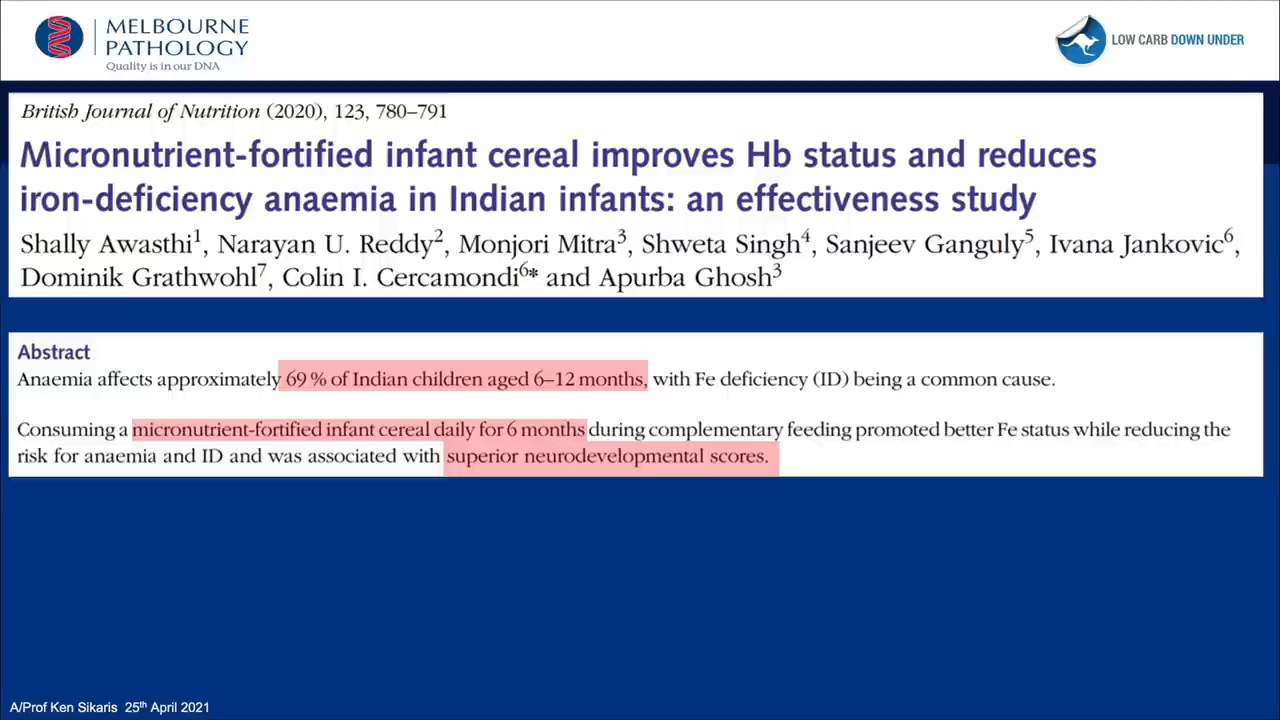 MELBOURNE
PATHOLOGY
Quality is in our DNA
LOW CARB DOWN UNDER
British Journal of Nutrition (2020), 123, 780–791
Micronutrient-fortified infant cereal improves Hb status and reduces
iron-deficiency anaemia in Indian infants: an effectiveness study
Shally Awasthi1, Narayan U. Reddy2, Monjori Mitra3, Shweta Singh4, Sanjeev Ganguly5, Ivana Jankovic6,
Dominik Grathwohl7, Colin I. Cercamondi6* and Apurba Ghosh3
Abstract
Anaemia affects approximately 69 % of Indian children aged 6–12 months, with Fe deficiency (ID) being a common cause.
Consuming a micronutrient-fortified infant cereal daily for 6 months during complementary feeding promoted better Fe status while reducing the
risk for anaemia and ID and was associated with superior neurodevelopmental scores.
A/Prof Ken Sikaris 25th April 2021